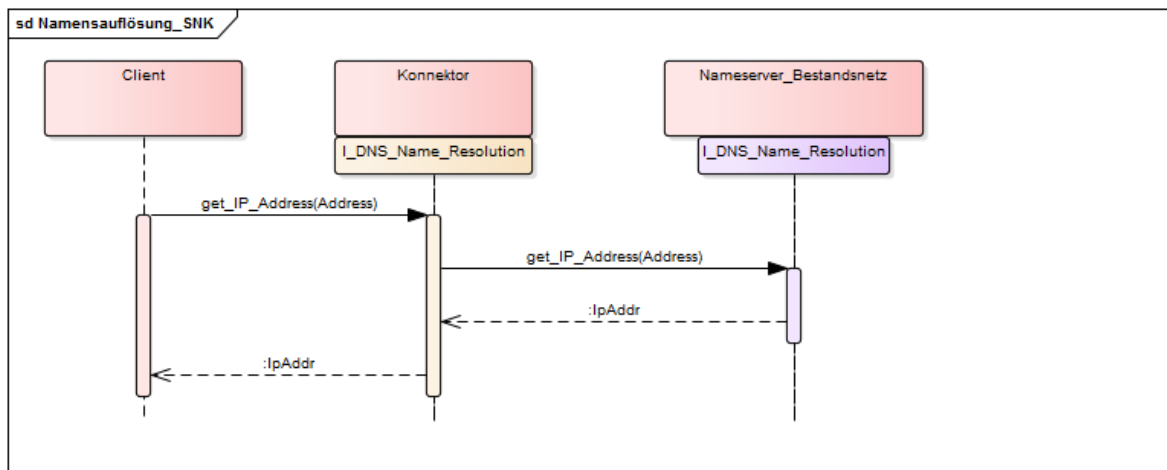 sd Namensauflösung_SNK
Client
Konnektor
Nameserver_Bestandsnetz
I_DNS_Name_Resolution
I_DNS_Name_Resolution
get_IP_Address(Address)
get_IP_Address(Address)
:IpAddr
:IpAddr